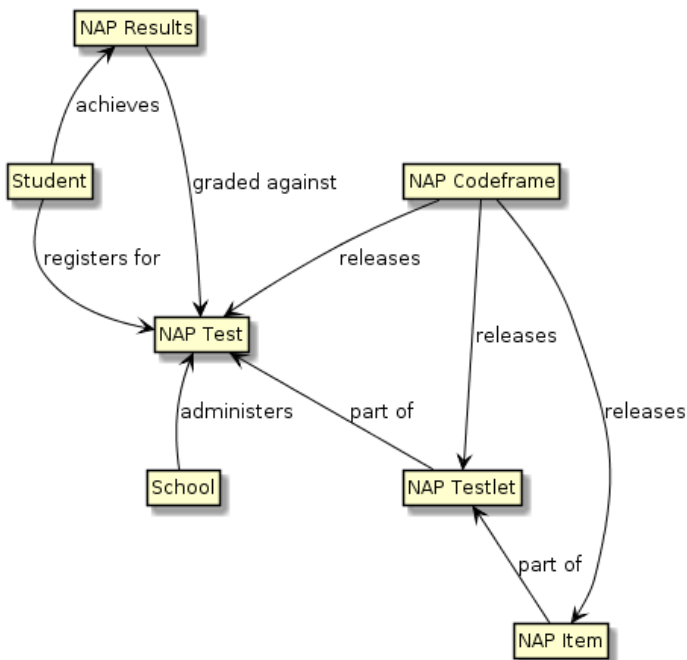 NAP Results
achieves
Student
NAP Codeframe
graded against
registers for
releases
NAP Test
releases
administers
part of
releases
School
NAP Testlet
part of
NAP Item